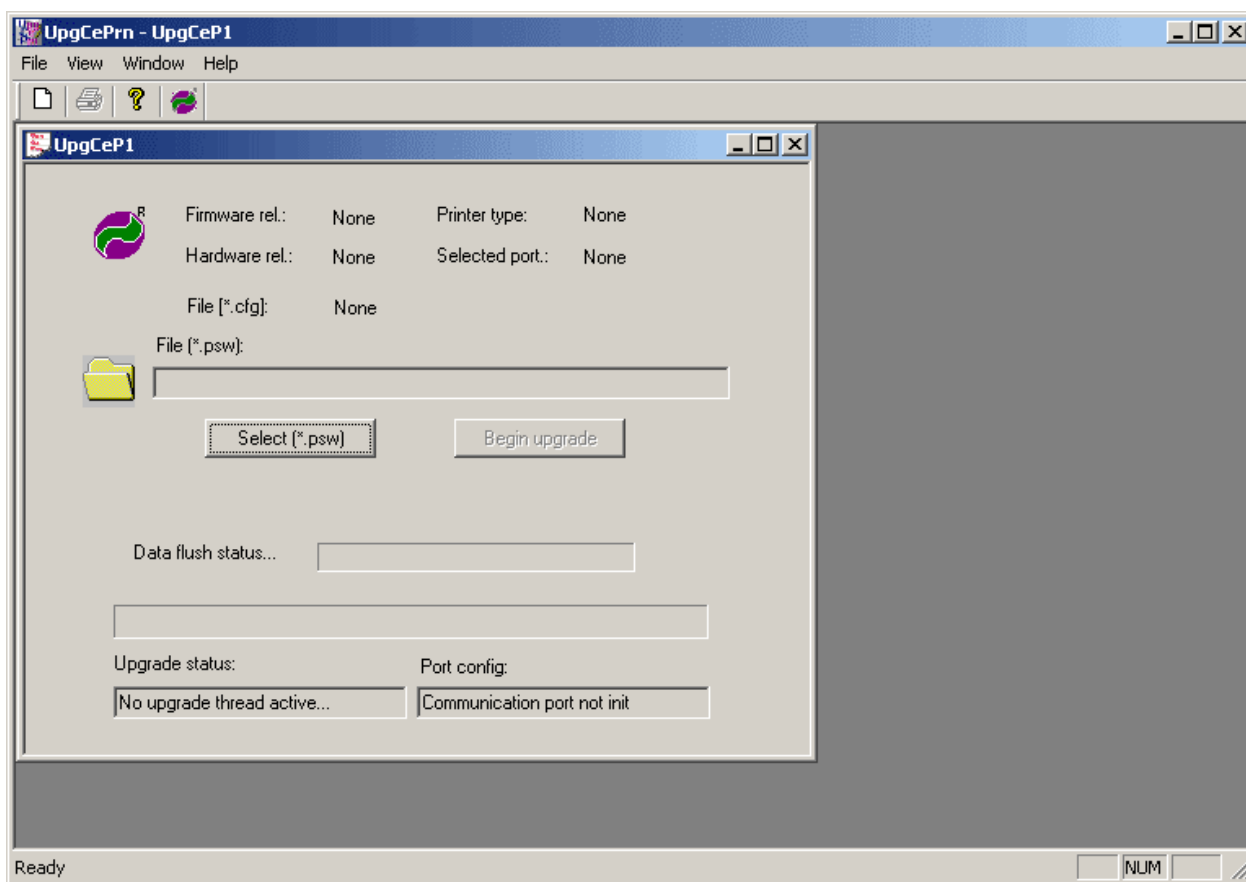 UpgCePrn - UpgCeP1
File View Window Help
UpgCeP1
R
Firmware rel.: None Printer type: None
Hardware rel.: None Selected port.: None
File [*.cfg]: None
File (*.psw):
Select (*.psw) Begin upgrade
Data flush status...
Upgrade status: Port config:
No upgrade thread active... Communication port not init
Ready NUM